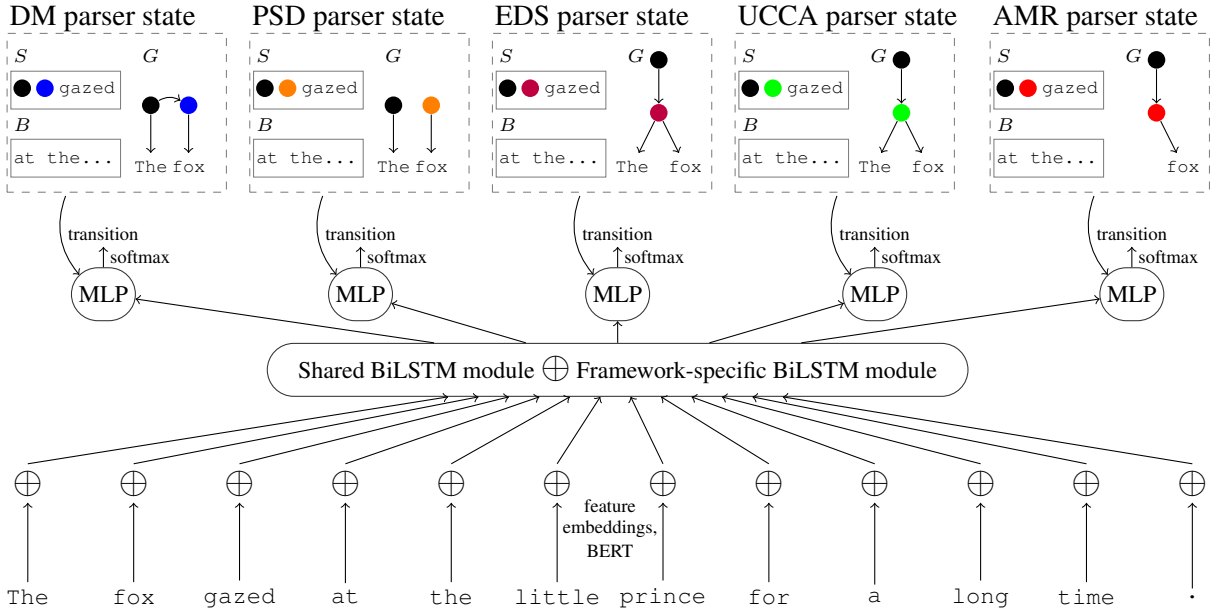 DM parser state PSD parser state EDS parser state UCCA parser state AMR parser state
S G S G S G S G S G
gazed gazed gazed gazed gazed
B B B B B
at the... at the... at the... at the... at the...
The fox The fox The fox The fox fox
transition transition transition transition transition
softmax softmax softmax softmax softmax
MLP MLP MLP MLP MLP
Shared BiLSTM module ⊕ Framework-specific BiLSTM module
⊕ ⊕ ⊕ ⊕ ⊕ ⊕ ⊕ ⊕ ⊕ ⊕ ⊕ ⊕
feature
embeddings,
BERT
The fox gazed at the little prince for a long time .